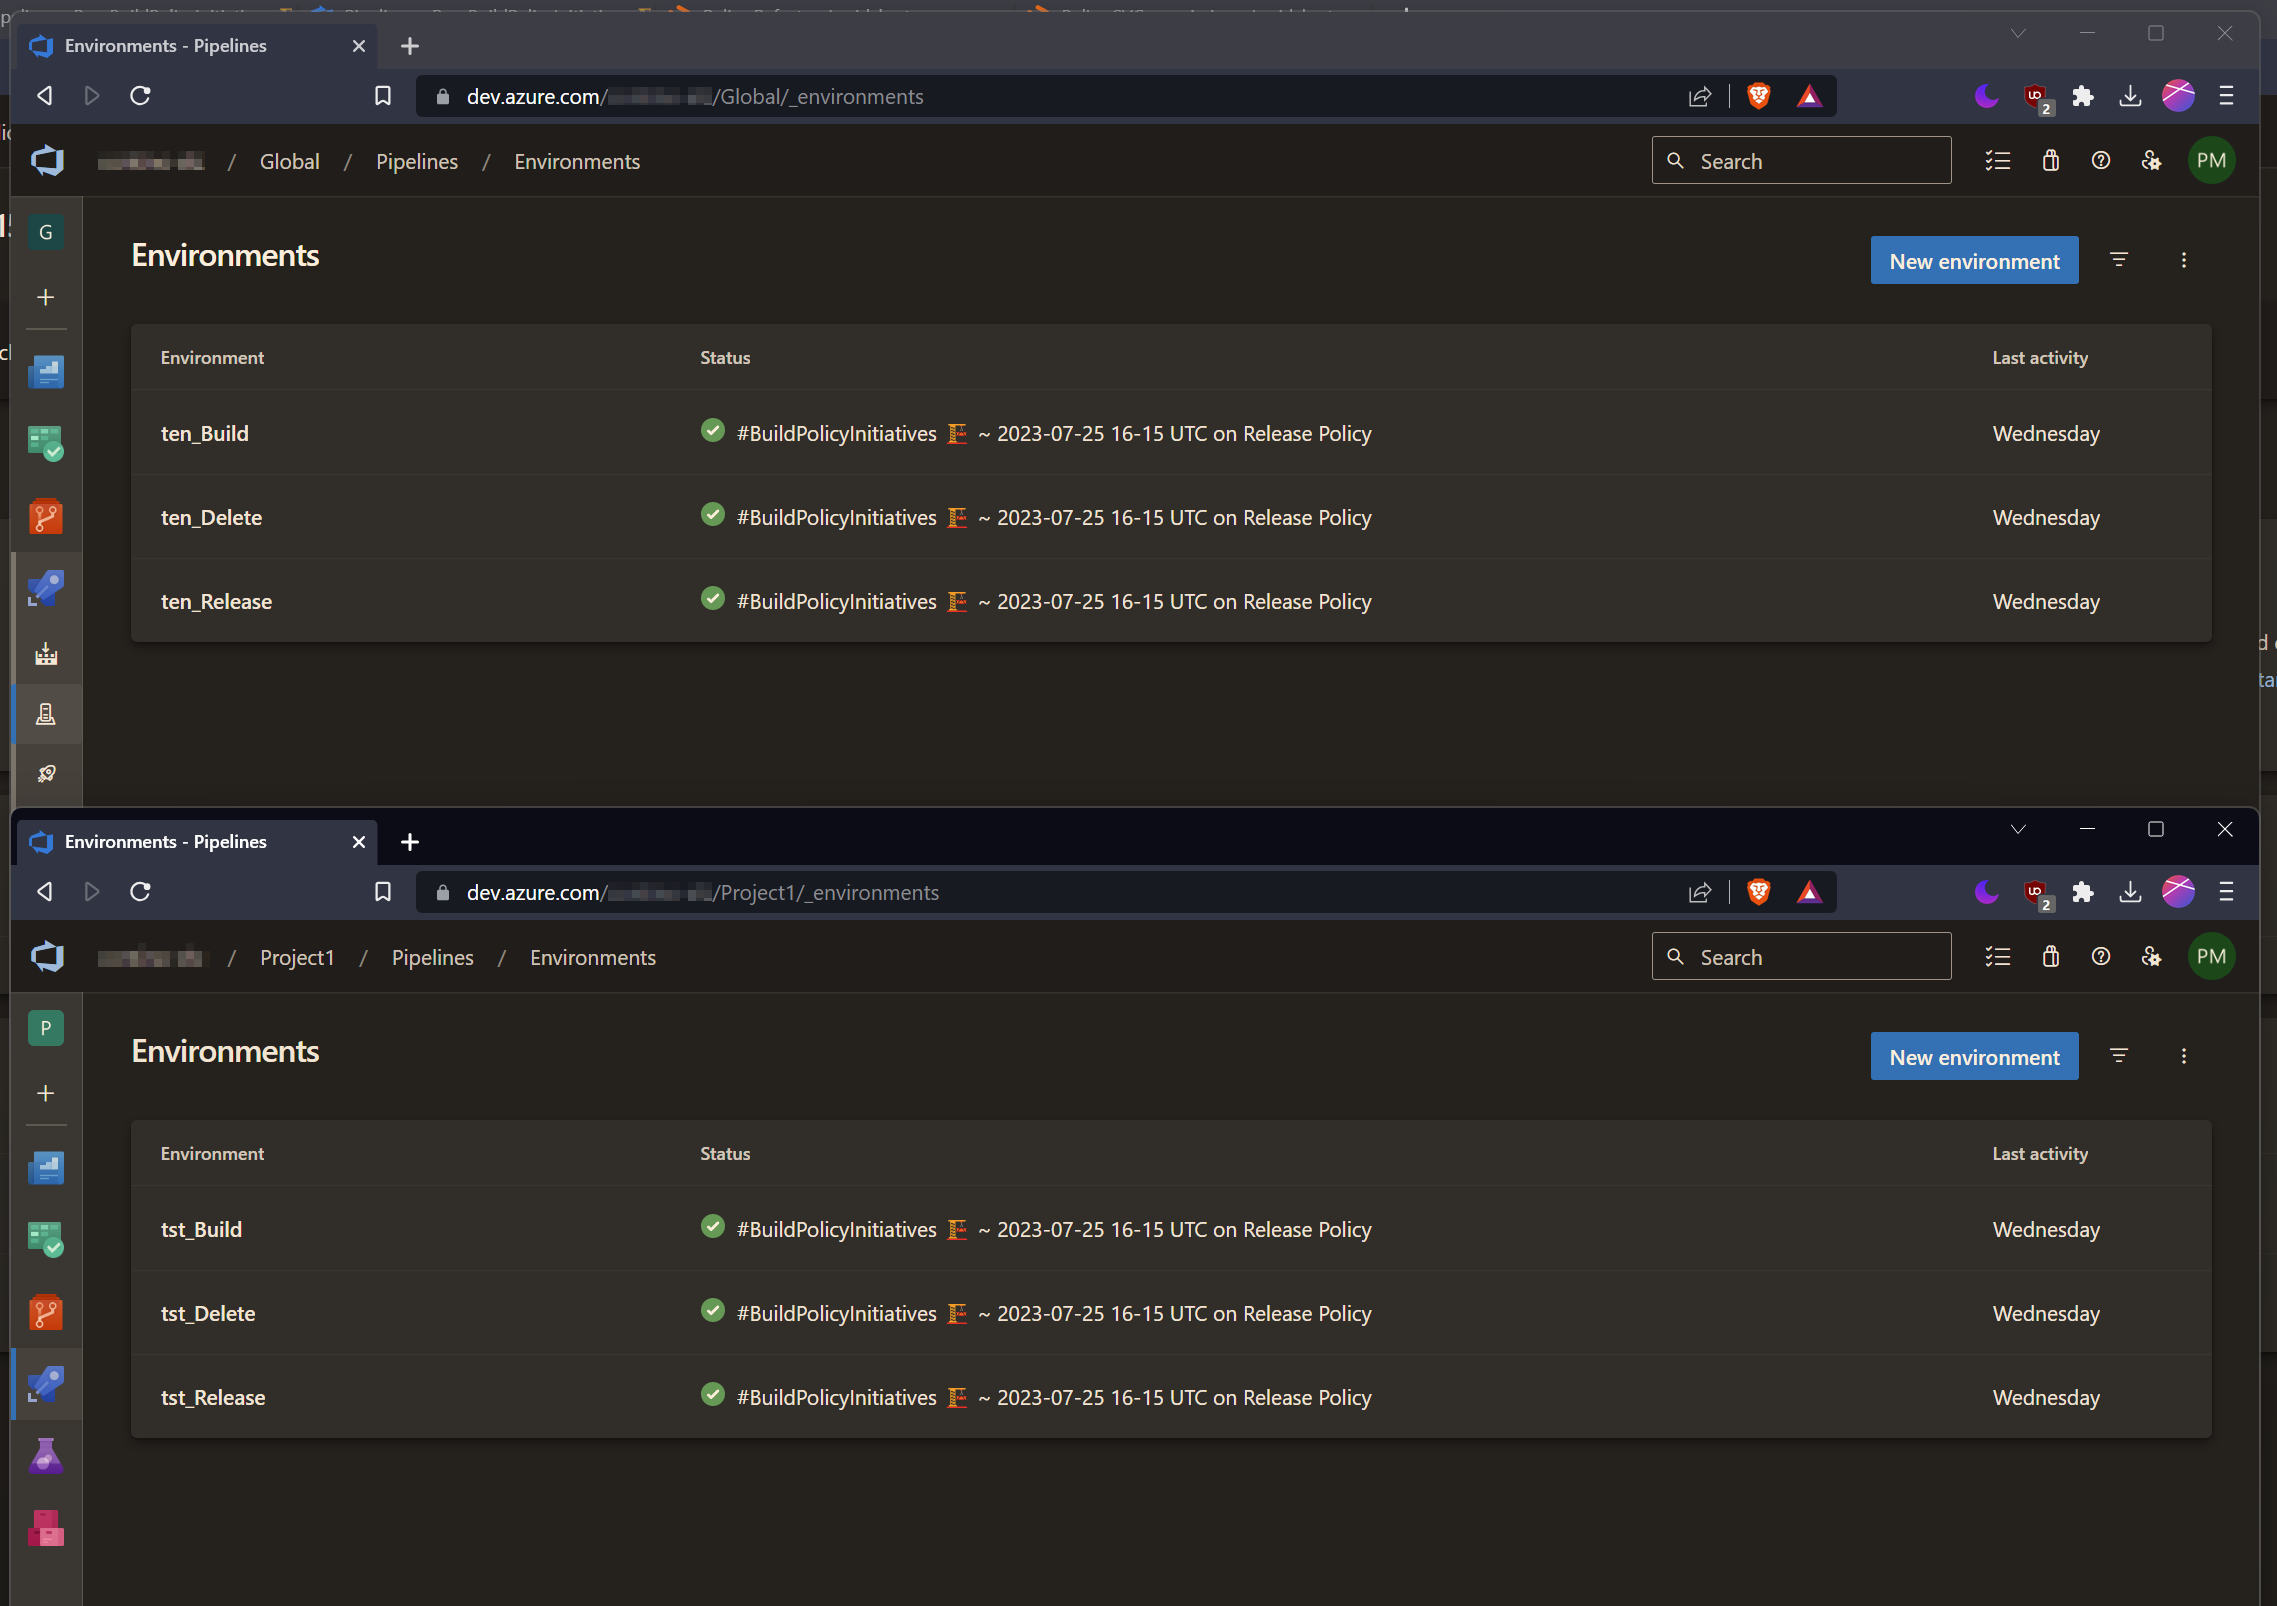 Environments - Pipelines
dev.azure.com/ /Global/_environments
2
/ Global / Pipelines / Environments
Search
PM
G
Environments
New environment
Environment Status Last activity
ten_Build #BuildPolicyInitiatives 🏗️ ~ 2023-07-25 16-15 UTC on Release Policy Wednesday
ten_Delete #BuildPolicyInitiatives 🏗️ ~ 2023-07-25 16-15 UTC on Release Policy Wednesday
ten_Release #BuildPolicyInitiatives 🏗️ ~ 2023-07-25 16-15 UTC on Release Policy Wednesday
Environments - Pipelines
dev.azure.com/ /Project1/_environments
2
/ Project1 / Pipelines / Environments
Search
PM
P
Environments
New environment
Environment Status Last activity
tst_Build #BuildPolicyInitiatives 🏗️ ~ 2023-07-25 16-15 UTC on Release Policy Wednesday
tst_Delete #BuildPolicyInitiatives 🏗️ ~ 2023-07-25 16-15 UTC on Release Policy Wednesday
tst_Release #BuildPolicyInitiatives 🏗️ ~ 2023-07-25 16-15 UTC on Release Policy Wednesday